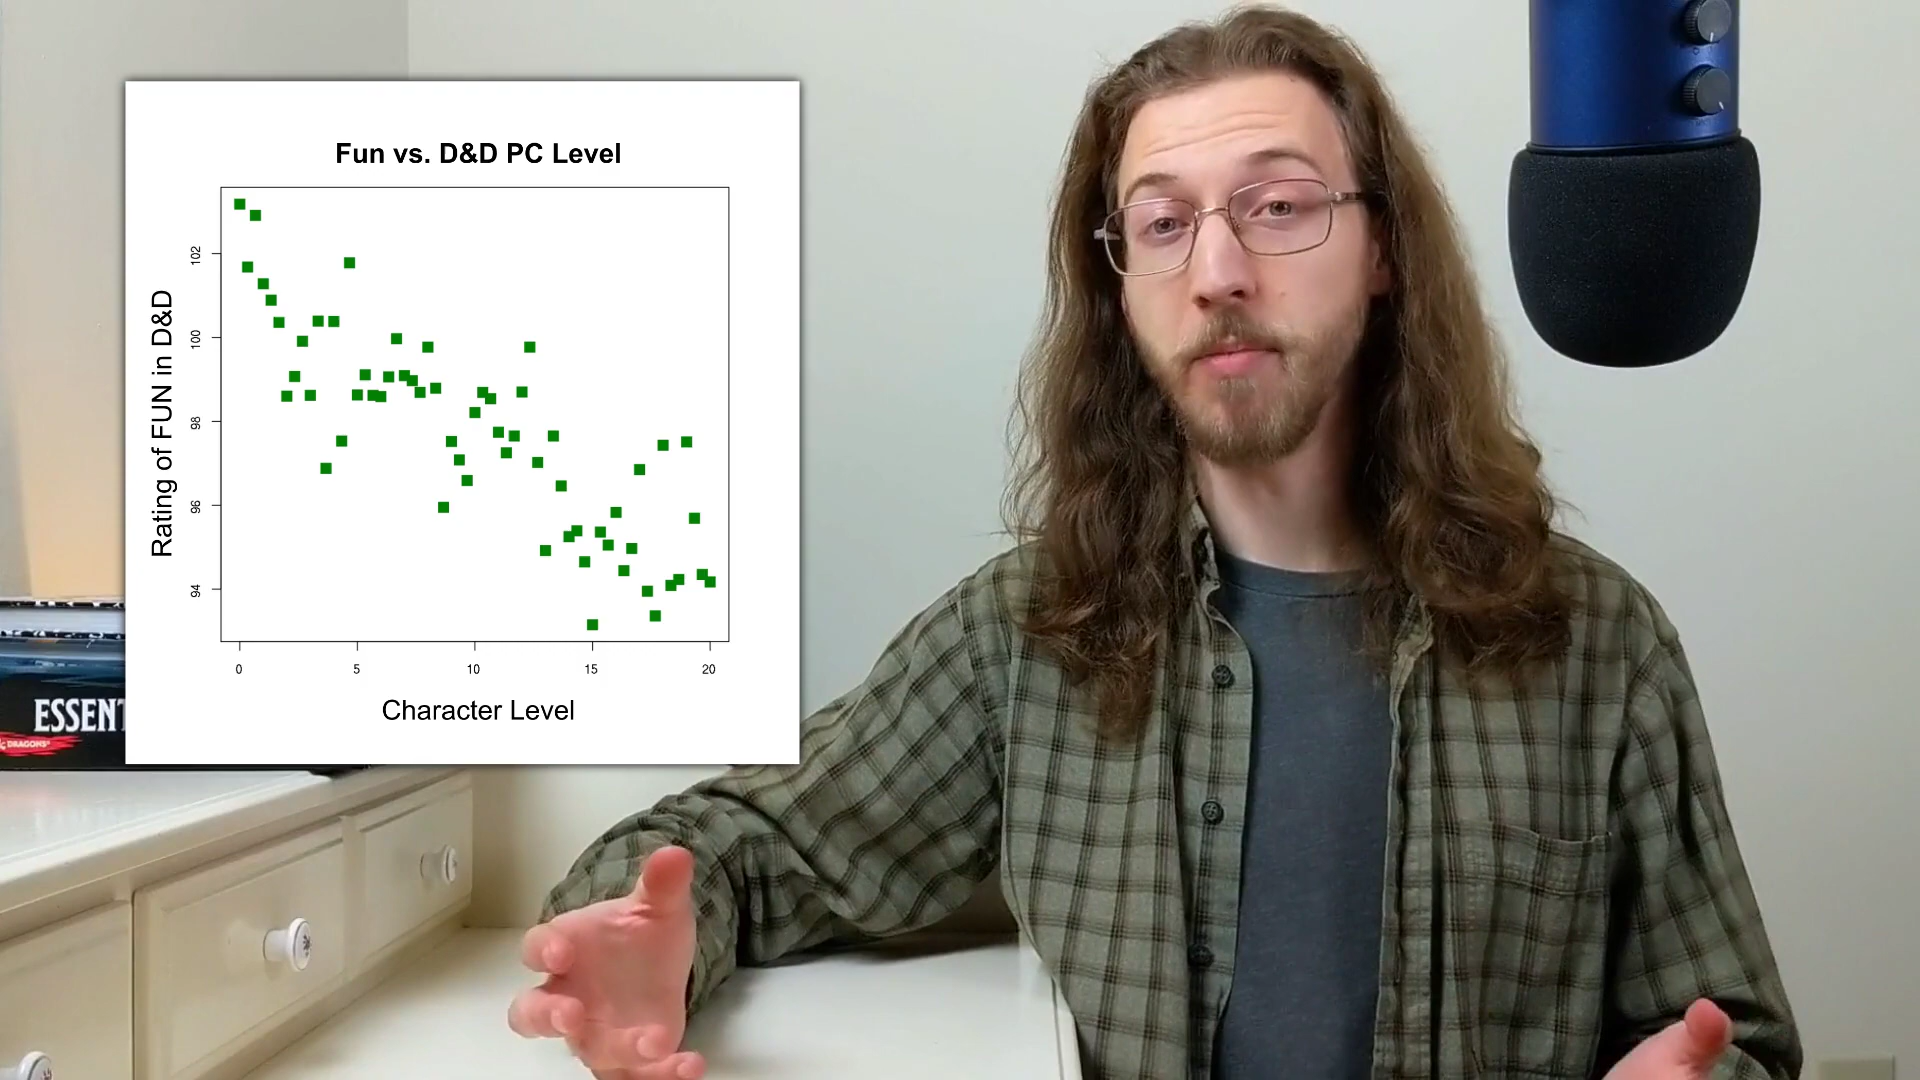 Fun vs. D&D PC Level
Rating of FUN in D&D
102
100
98
96
94
0 5 10 15 20
Character Level
ESSENT
& DRAGONS